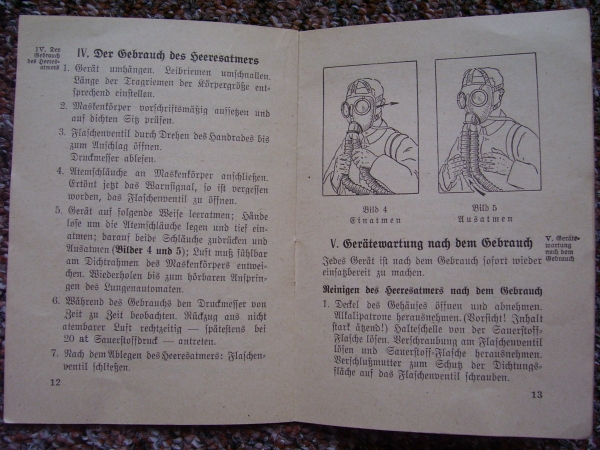 IV. Der
Gebrauch
des Heeres-
atmers
IV. Der Gebrauch des Heeresatmers
1. Gerät umhängen. Leibriemen umschnallen.
Länge der Tragriemen der Körpergröße ent-
sprechend einstellen.
2. Maskenkörper vorschriftsmäßig aufsetzen und
auf dichten Sitz prüfen.
3. Flaschenventil durch Drehen des Handrades bis
zum Anschlag öffnen.
Druckmesser ablesen.
4. Atemschläuche an Maskenkörper anschließen.
Ertönt jetzt das Warnsignal, so ist vergessen
worden, das Flaschenventil zu öffnen.
5. Gerät auf folgende Weise leeratmen; Hände
lose um die Atemschläuche legen und tief ein-
atmen; darauf beide Schläuche zudrücken und
Ausatmen (Bilder 4 und 5); Luft muß fühlbar
am Dichtrahmen des Maskenkörpers entwei-
chen. Wiederholen bis zum hörbaren Ansprin-
gen des Lungenautomaten.
6. Während des Gebrauchs den Druckmesser von
Zeit zu Zeit beobachten. Rückzug aus nicht
atembarer Luft rechtzeitig — spätestens bei
20 at Sauerstoffdruck — antreten.
7. Nach dem Ablegen des Heeresatmers: Flaschen-
ventil schließen.
12
Bild 4
Einatmen
Bild 5
Ausatmen
V. Gerätewartung nach dem Gebrauch
V. Geräte-
wartung
nach dem
Gebrauch
Jedes Gerät ist nach dem Gebrauch sofort wieder
einsatzbereit zu machen.
Reinigen des Heeresatmers nach dem Gebrauch
1. Deckel des Gehäuses öffnen und abnehmen.
Alkalipatrone herausnehmen. (Vorsicht! Inhalt
stark ätzend!) Halteschelle von der Sauerstoff-
Flasche lösen. Verschraubung am Flaschenventil
lösen und Sauerstoff-Flasche herausnehmen.
Verschlußmutter zum Schutz der Dichtungs-
fläche auf das Flaschenventil schrauben.
13